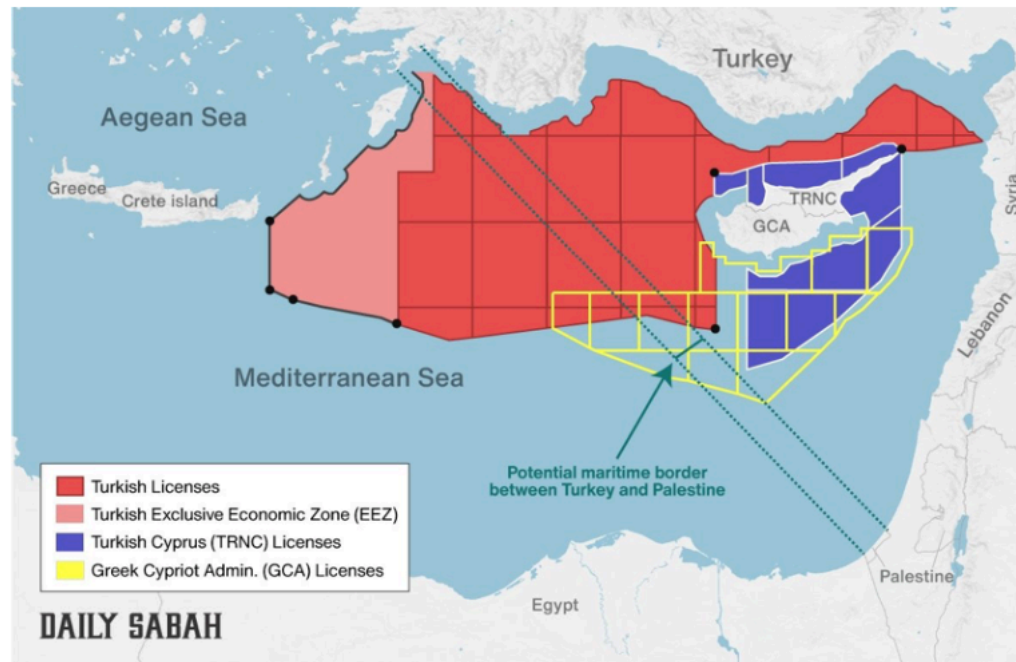 Turkey
Aegean Sea
Greece
Crete island
TRNC
GCA
Syria
Lebanon
Mediterranean Sea
Potential maritime border
between Turkey and Palestine
Turkish Licenses
Turkish Exclusive Economic Zone (EEZ)
Turkish Cyprus (TRNC) Licenses
Greek Cypriot Admin. (GCA) Licenses
Palestine
Egypt
DAILY SABAH